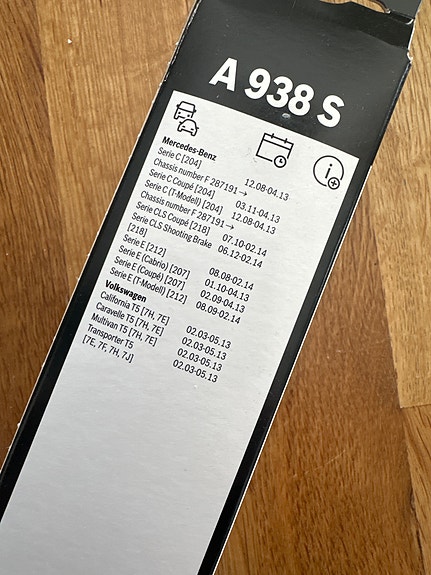 A 938 S
Mercedes-Benz
Serie C [204] 12.08-04.13
Chassis number F 287191 →
Serie C Coupé [204] 03.11-04.13
Serie C (T-Modell) [204] 12.08-04.13
Chassis number F 287191 →
Serie CLS Coupé [218] 07.10-02.14
Serie CLS Shooting Brake 06.12-02.14
[218]
Serie E [212] 08.08-02.14
Serie E (Cabrio) [207] 01.10-04.13
Serie E (Coupé) [207] 02.09-04.13
Serie E (T-Modell) [212] 08.09-02.14
Volkswagen
California T5 [7H, 7E] 02.03-05.13
Caravelle T5 [7H, 7E] 02.03-05.13
Multivan T5 [7H, 7E] 02.03-05.13
Transporter T5 02.03-05.13
[7E, 7F, 7H, 7J]